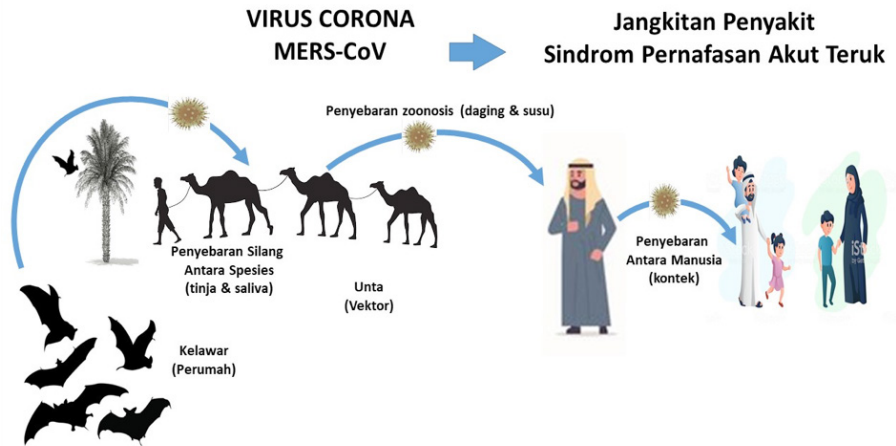 VIRUS CORONA
MERS-CoV
Jangkitan Penyakit
Sindrom Pernafasan Akut Teruk
Penyebaran zoonosis (daging & susu)
Penyebaran Silang
Antara Spesies
(tinja & saliva)
Unta
(Vektor)
Penyebaran
Antara Manusia
(kontek)
Kelawar
(Perumah)